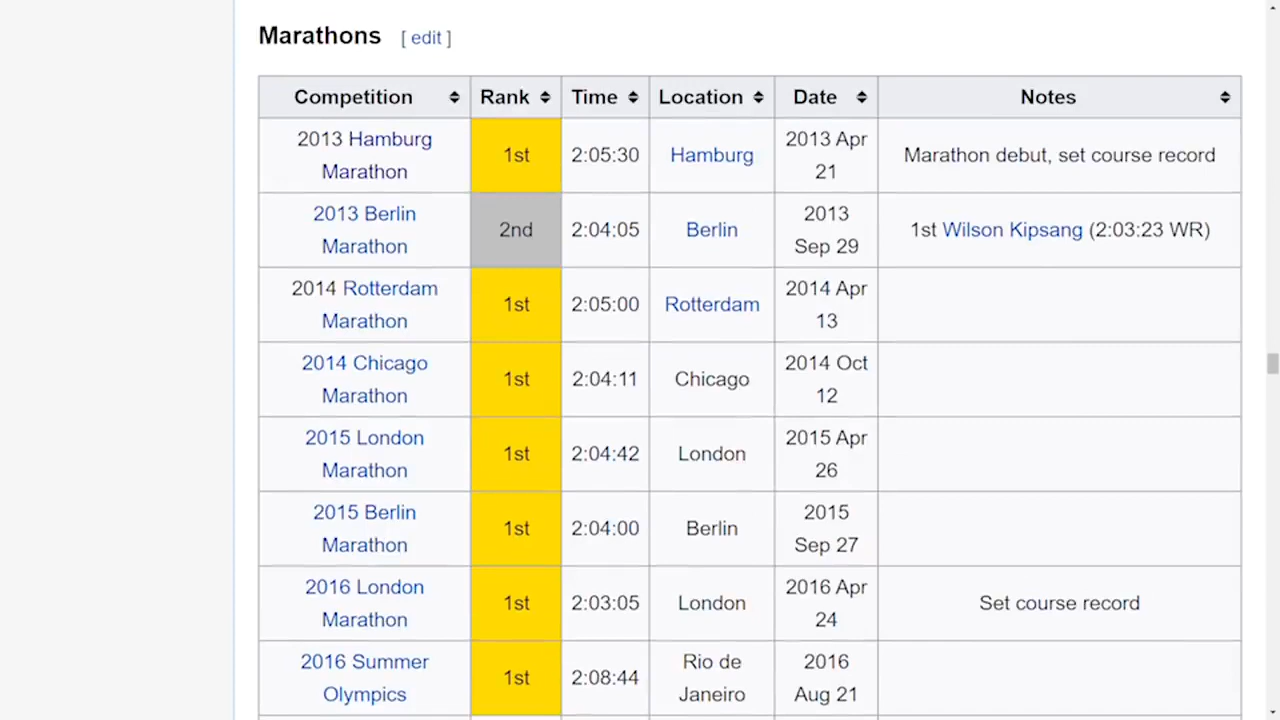 Marathons [ edit ]
Competition Rank Time Location Date Notes
2013 Hamburg
Marathon
1st
2:05:30
Hamburg
2013 Apr
21
Marathon debut, set course record
2013 Berlin
Marathon
2nd
2:04:05
Berlin
2013
Sep 29
1st Wilson Kipsang (2:03:23 WR)
2014 Rotterdam
Marathon
1st
2:05:00
Rotterdam
2014 Apr
13
2014 Chicago
Marathon
1st
2:04:11
Chicago
2014 Oct
12
2015 London
Marathon
1st
2:04:42
London
2015 Apr
26
2015 Berlin
Marathon
1st
2:04:00
Berlin
2015
Sep 27
2016 London
Marathon
1st
2:03:05
London
2016 Apr
24
Set course record
2016 Summer
Olympics
1st
2:08:44
Rio de
Janeiro
2016
Aug 21